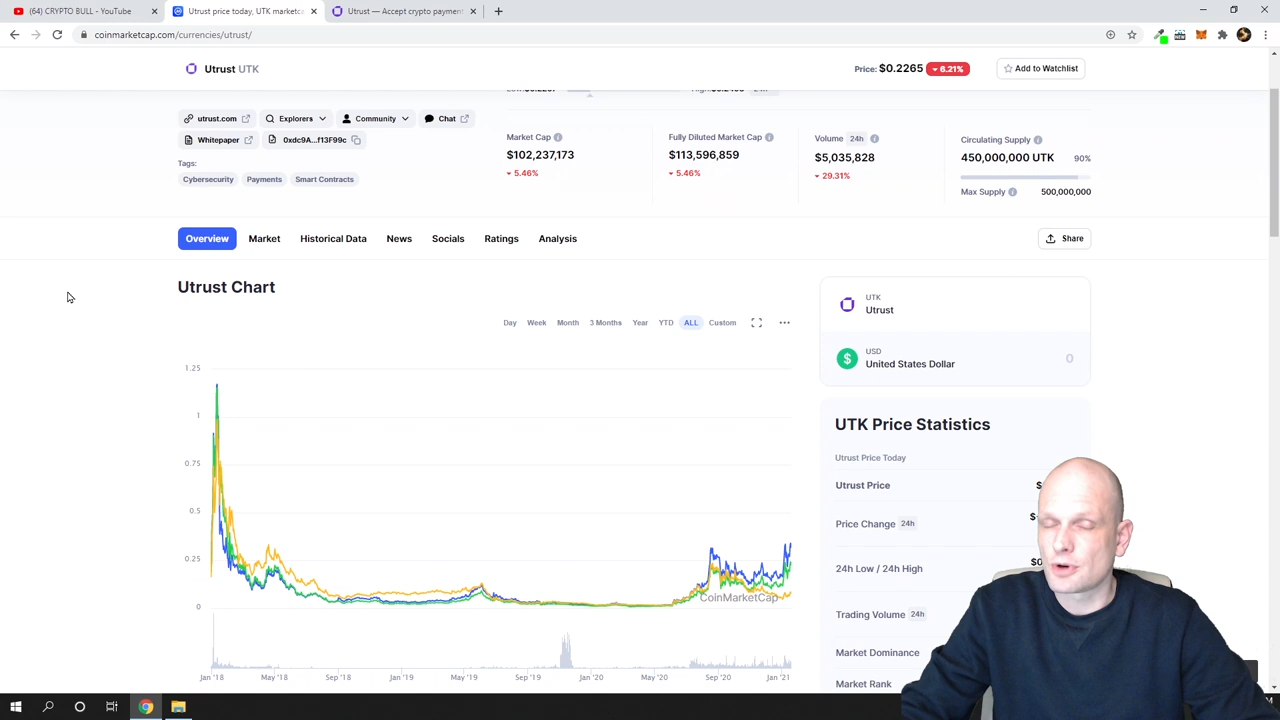 (64) CRYPTO BULL - YouTube
Utrust price today, UTK marketc
Utrust — Accept crypto payment
coinmarketcap.com/currencies/utrust/
Utrust UTK
Price: $0.2265 6.21%
Add to Watchlist
utrust.com
Explorers
Community
Chat
Whitepaper
0xdc9A...f13F99c
Tags:
Cybersecurity
Payments
Smart Contracts
Market Cap
$102,237,173
5.46%
Fully Diluted Market Cap
$113,596,859
5.46%
Volume 24h
$5,035,828
29.31%
Circulating Supply
450,000,000 UTK 90%
Max Supply 500,000,000
Overview
Market
Historical Data
News
Socials
Ratings
Analysis
Share
Utrust Chart
Day Week Month 3 Months Year YTD ALL Custom
1.25
1
0.75
0.5
0.25
0
CoinMarketCap
Jan '18 May '18 Sep '18 Jan '19 May '19 Sep '19 Jan '20 May '20 Sep '20 Jan '21
UTK
Utrust
USD
United States Dollar
0
UTK Price Statistics
Utrust Price Today
Utrust Price
Price Change 24h
24h Low / 24h High
Trading Volume 24h
Market Dominance
Market Rank